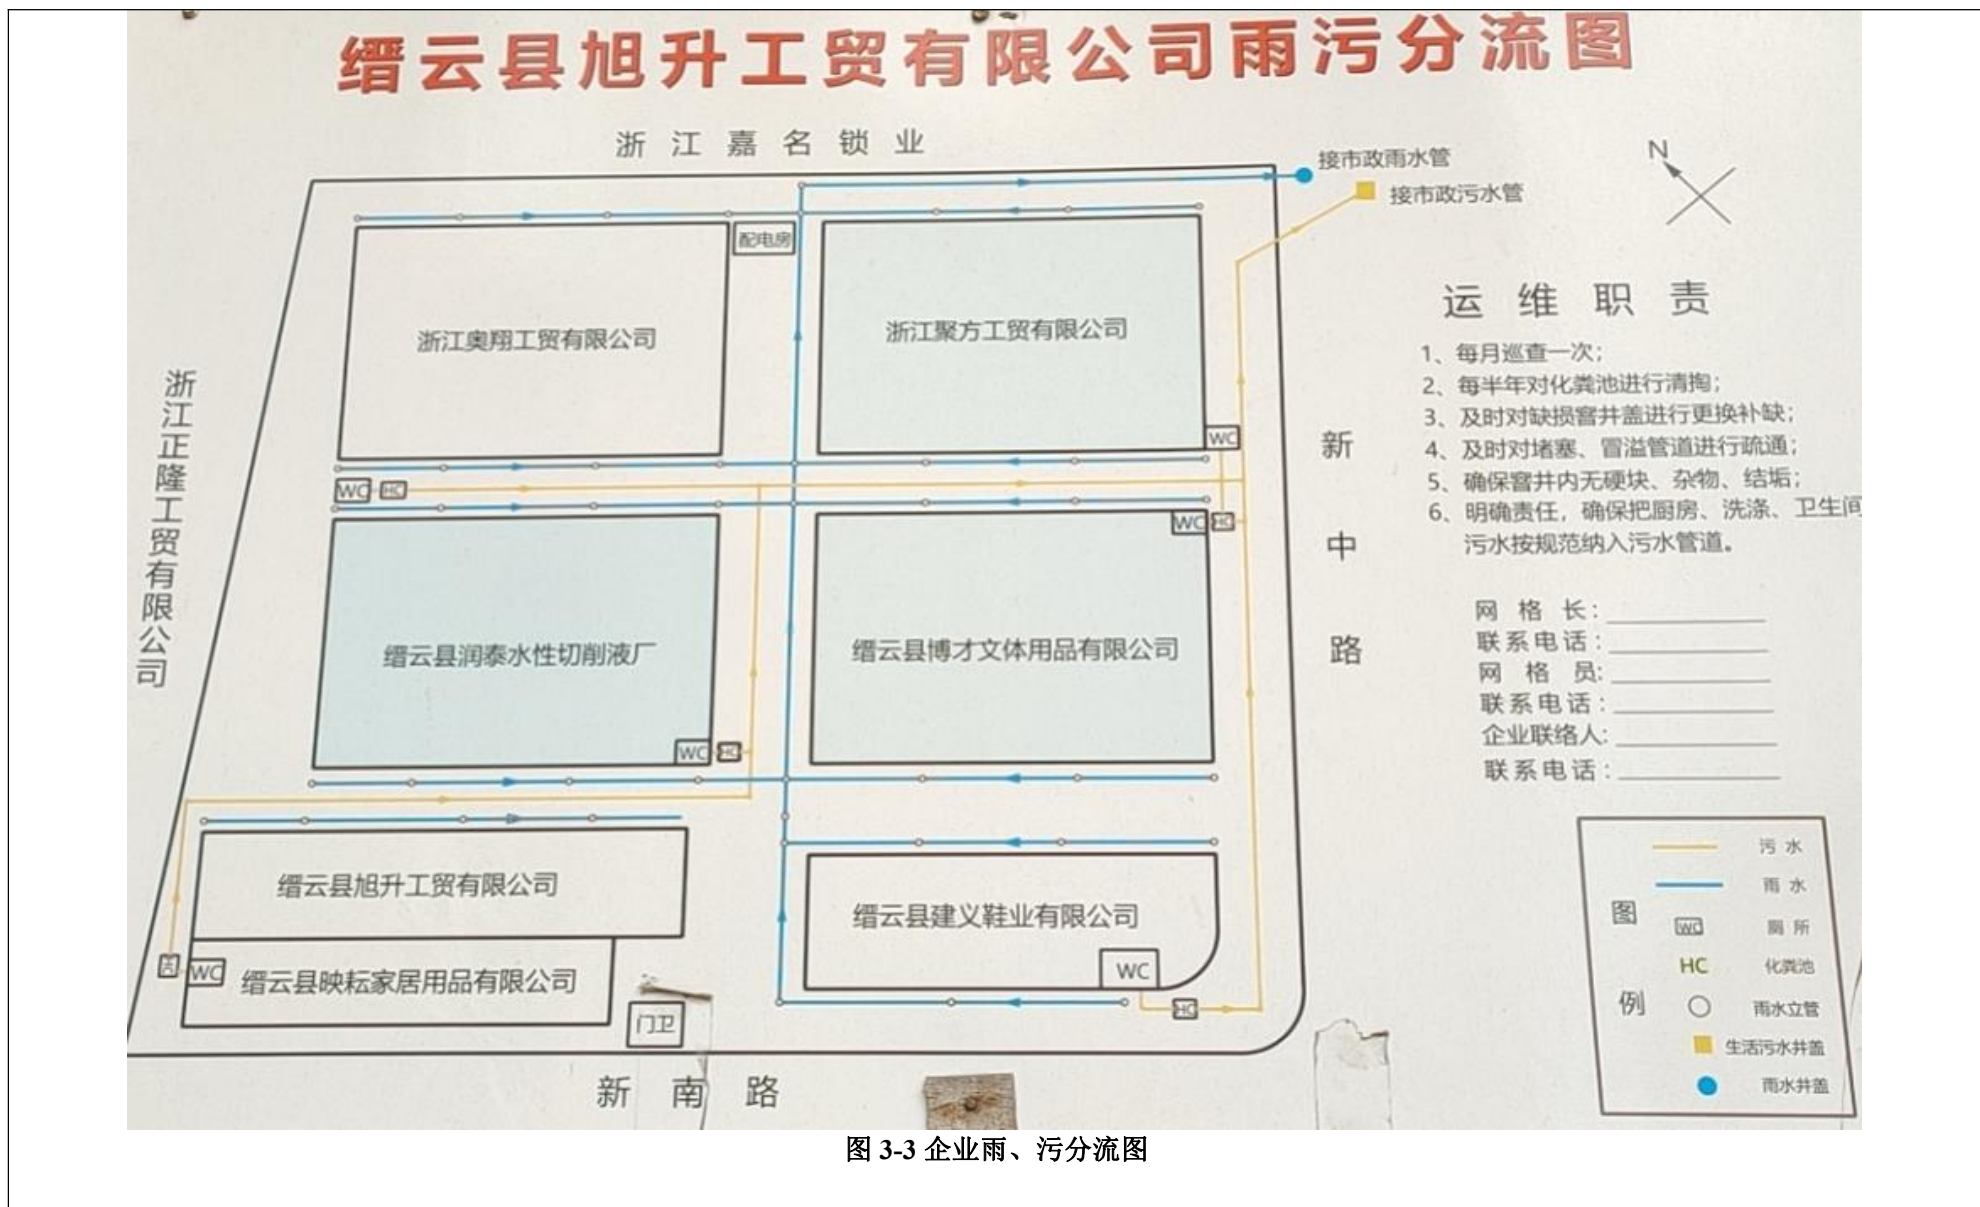 缙云县旭升工贸有限公司雨污分流图
浙江嘉名锁业
接市政雨水管
接市政污水管
N
配电房
浙江奥翔工贸有限公司
浙江聚方工贸有限公司
WC
WC HC
WC HC
浙江正隆工贸有限公司
缙云县润泰水性切削液厂
缙云县博才文体用品有限公司
WC HC
缙云县旭升工贸有限公司
缙云县建义鞋业有限公司
WC
HC
HC
WC
缙云县映耘家居用品有限公司
门卫
新南路
新中路
运维职责
1、每月巡查一次;
2、每半年对化粪池进行清掏;
3、及时对缺损窨井盖进行更换补缺;
4、及时对堵塞、冒溢管道进行疏通;
5、确保窨井内无硬块、杂物、结垢;
6、明确责任,确保把厨房、洗涤、卫生间
污水按规范纳入污水管道。
网格长:
联系电话:
网格员:
联系电话:
企业联络人:
联系电话:
图例
污水
雨水
WC 厕所
HC 化粪池
雨水立管
生活污水井盖
雨水井盖
图 3-3 企业雨、污分流图